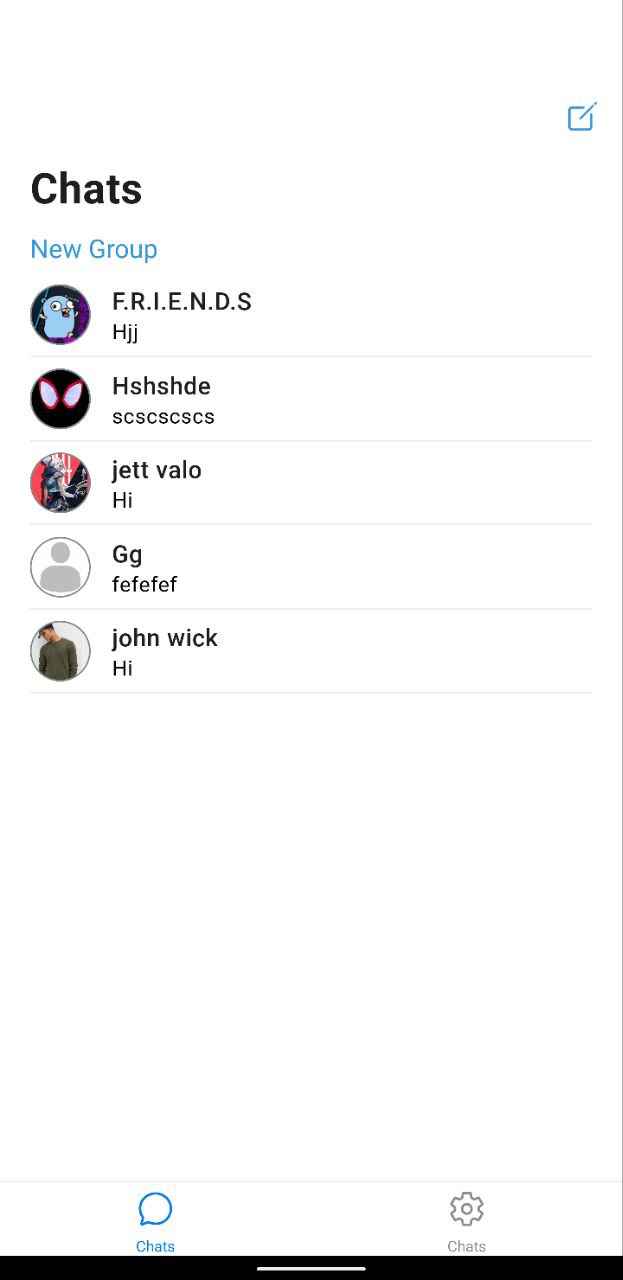 Chats
New Group
F.R.I.E.N.D.S
Hjj
Hshshde
scscscscs
jett valo
Hi
Gg
fefefef
john wick
Hi
Chats
Chats